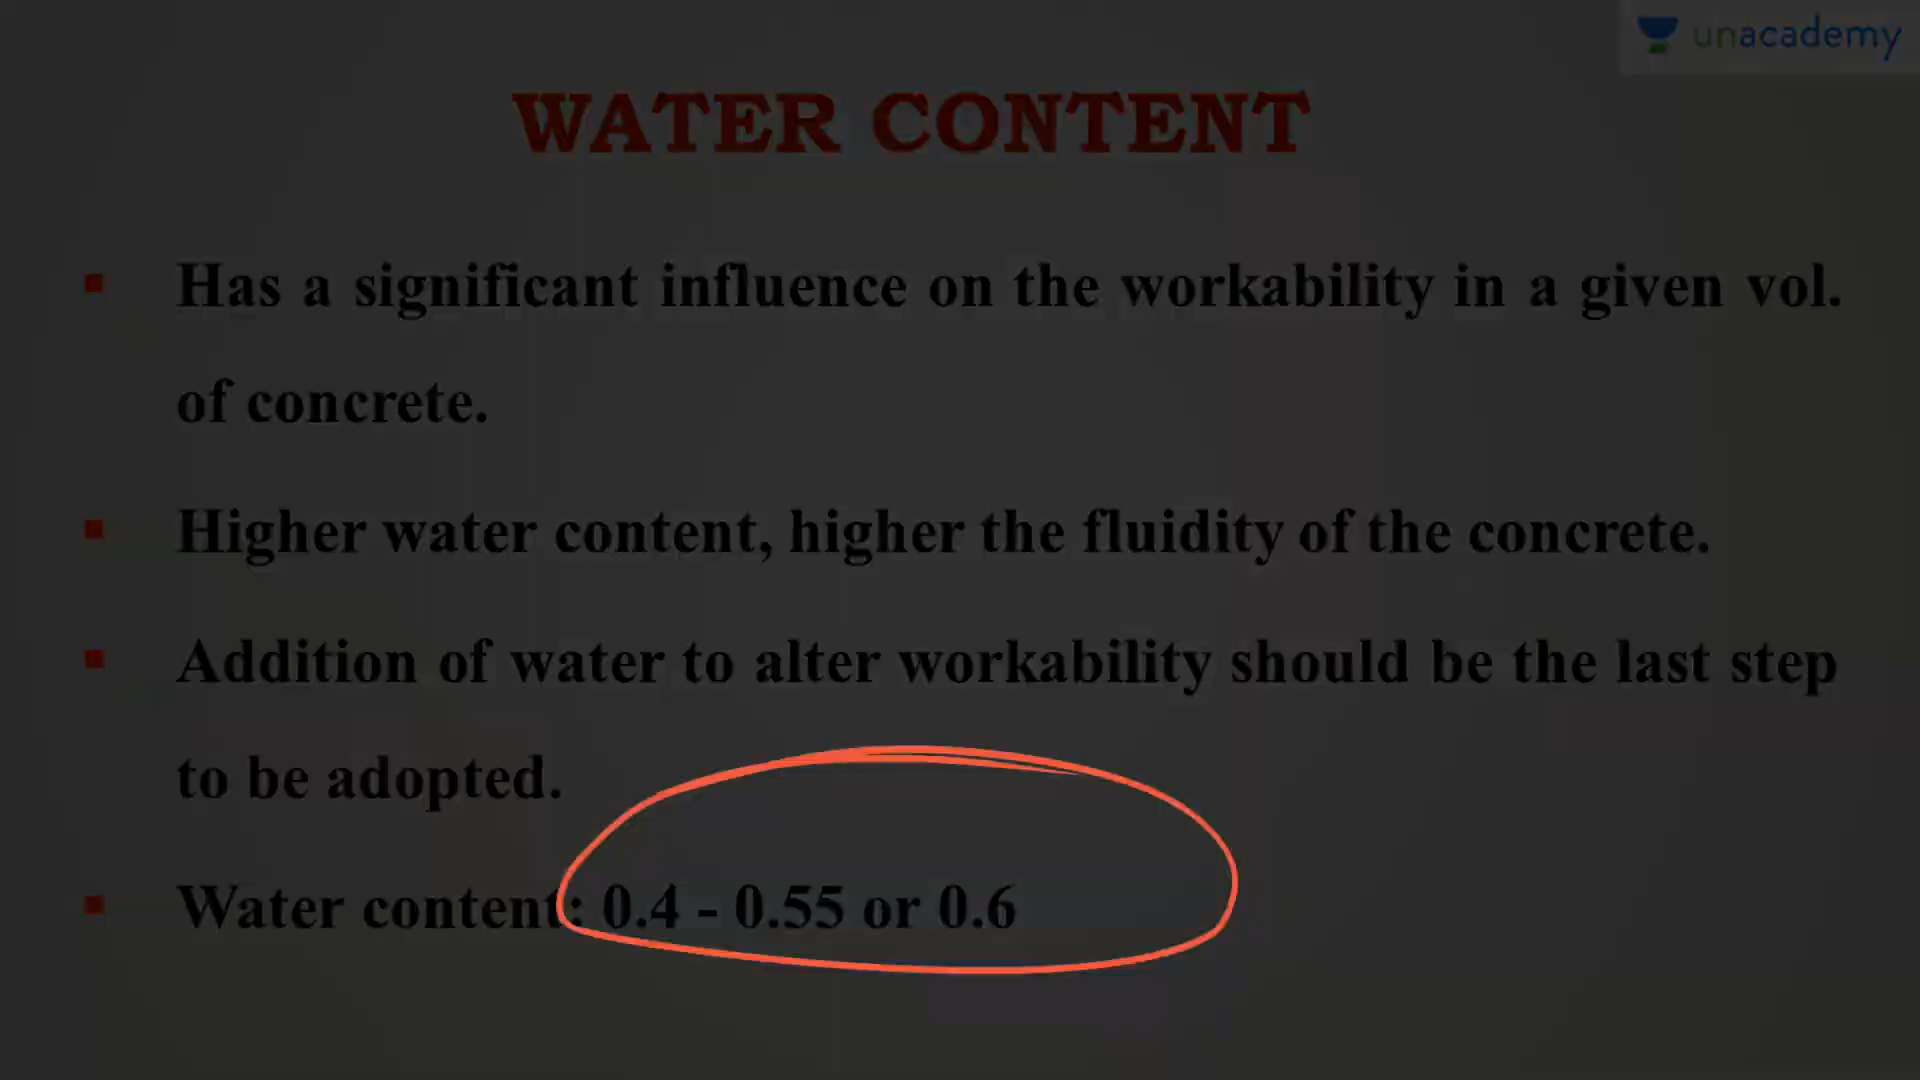 unacademy
WATER CONTENT
▪ Has a significant influence on the workability in a given vol.
of concrete.
▪ Higher water content, higher the fluidity of the concrete.
▪ Addition of water to alter workability should be the last step
to be adopted.
▪ Water content: 0.4 - 0.55 or 0.6